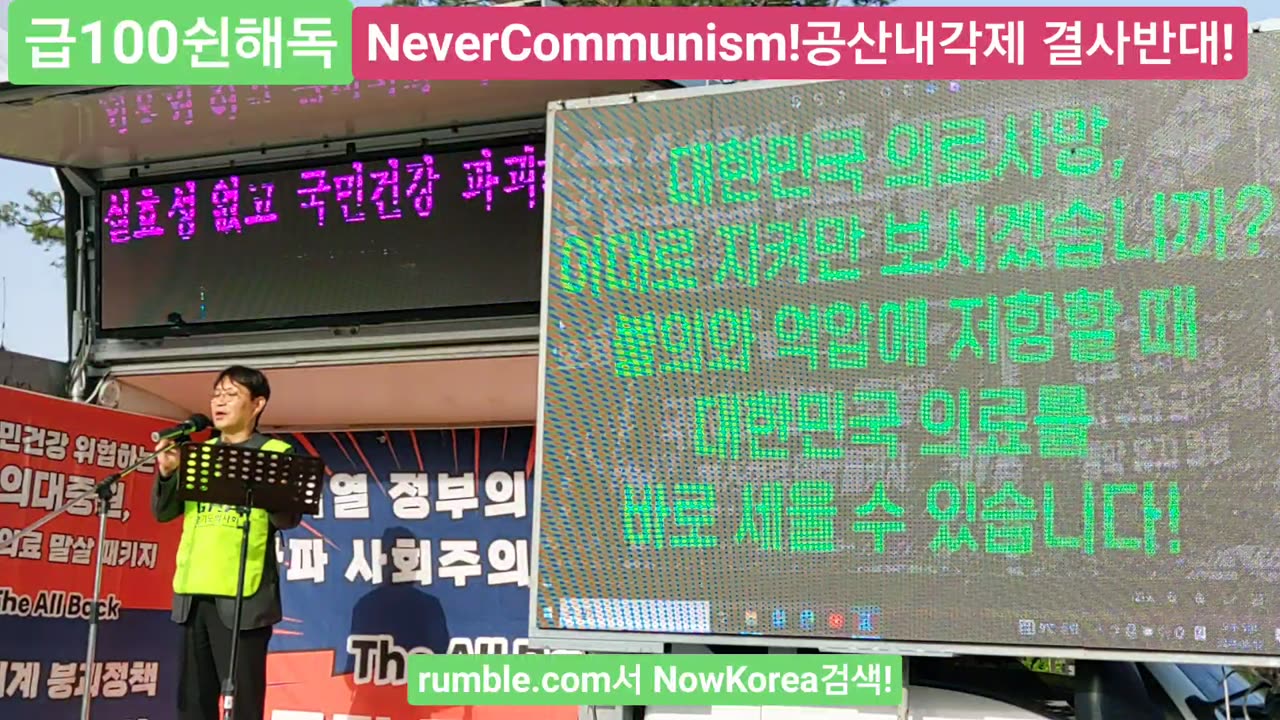 급100쉰해독
NeverCommunism!공산내각제 결사반대!
실효성 없고 국민건강 파괴
대한민국 의료사망,
이대로 지켜만 보시겠습니까?
불의와 억압에 저항할 때
대한민국 의료를
바로 세울 수 있습니다!
민건강 위협하는
의대증원,
의료 말살 패키지
The All Back
계 붕괴정책
열 정부의
파 사회주의
The All
rumble.com서 NowKorea검색!